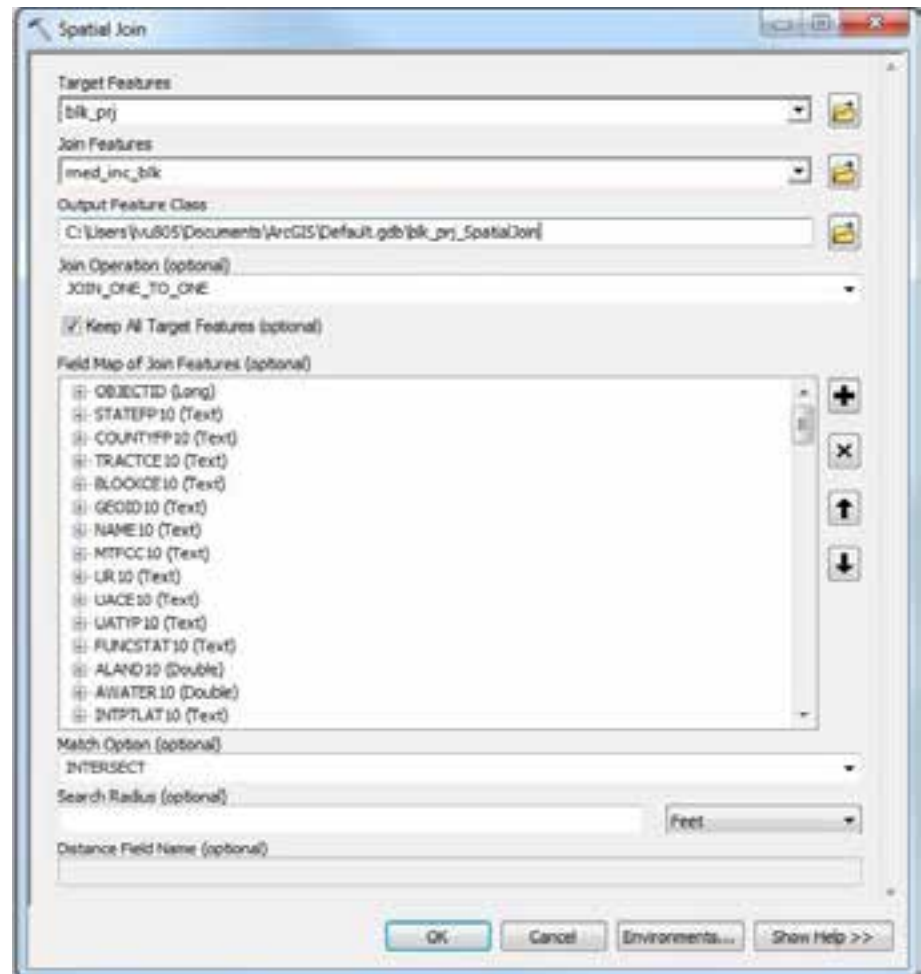 Spatial Join
Target Features
blk_prj
Join Features
med_inc_blk
Output Feature Class
C:\Users\ivu805\Documents\ArcGIS\Default.gdb\blk_prj_SpatialJoin
Join Operation (optional)
JOIN_ONE_TO_ONE
Keep All Target Features (optional)
Field Map of Join Features (optional)
OBJECTID (Long)
STATEFP10 (Text)
COUNTYFP10 (Text)
TRACTCE10 (Text)
BLOCKCE10 (Text)
GEOID10 (Text)
NAME10 (Text)
MTFCC10 (Text)
UR10 (Text)
UACE10 (Text)
UATYP10 (Text)
FUNCSTAT10 (Text)
ALAND10 (Double)
AWATER10 (Double)
INTPTLAT10 (Text)
Match Option (optional)
INTERSECT
Search Radius (optional)
Feet
Distance Field Name (optional)
OK Cancel Environments... Show Help >>